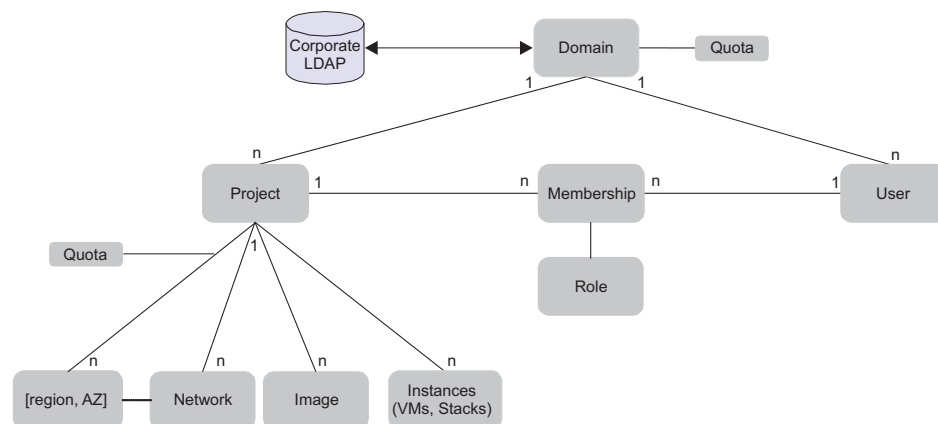 Corporate
LDAP
Domain
Quota
1
1
n
n
Project
1
n
Membership
n
1
User
Quota
1
Role
n
n
n
n
[region, AZ]
Network
Image
Instances
(VMs, Stacks)